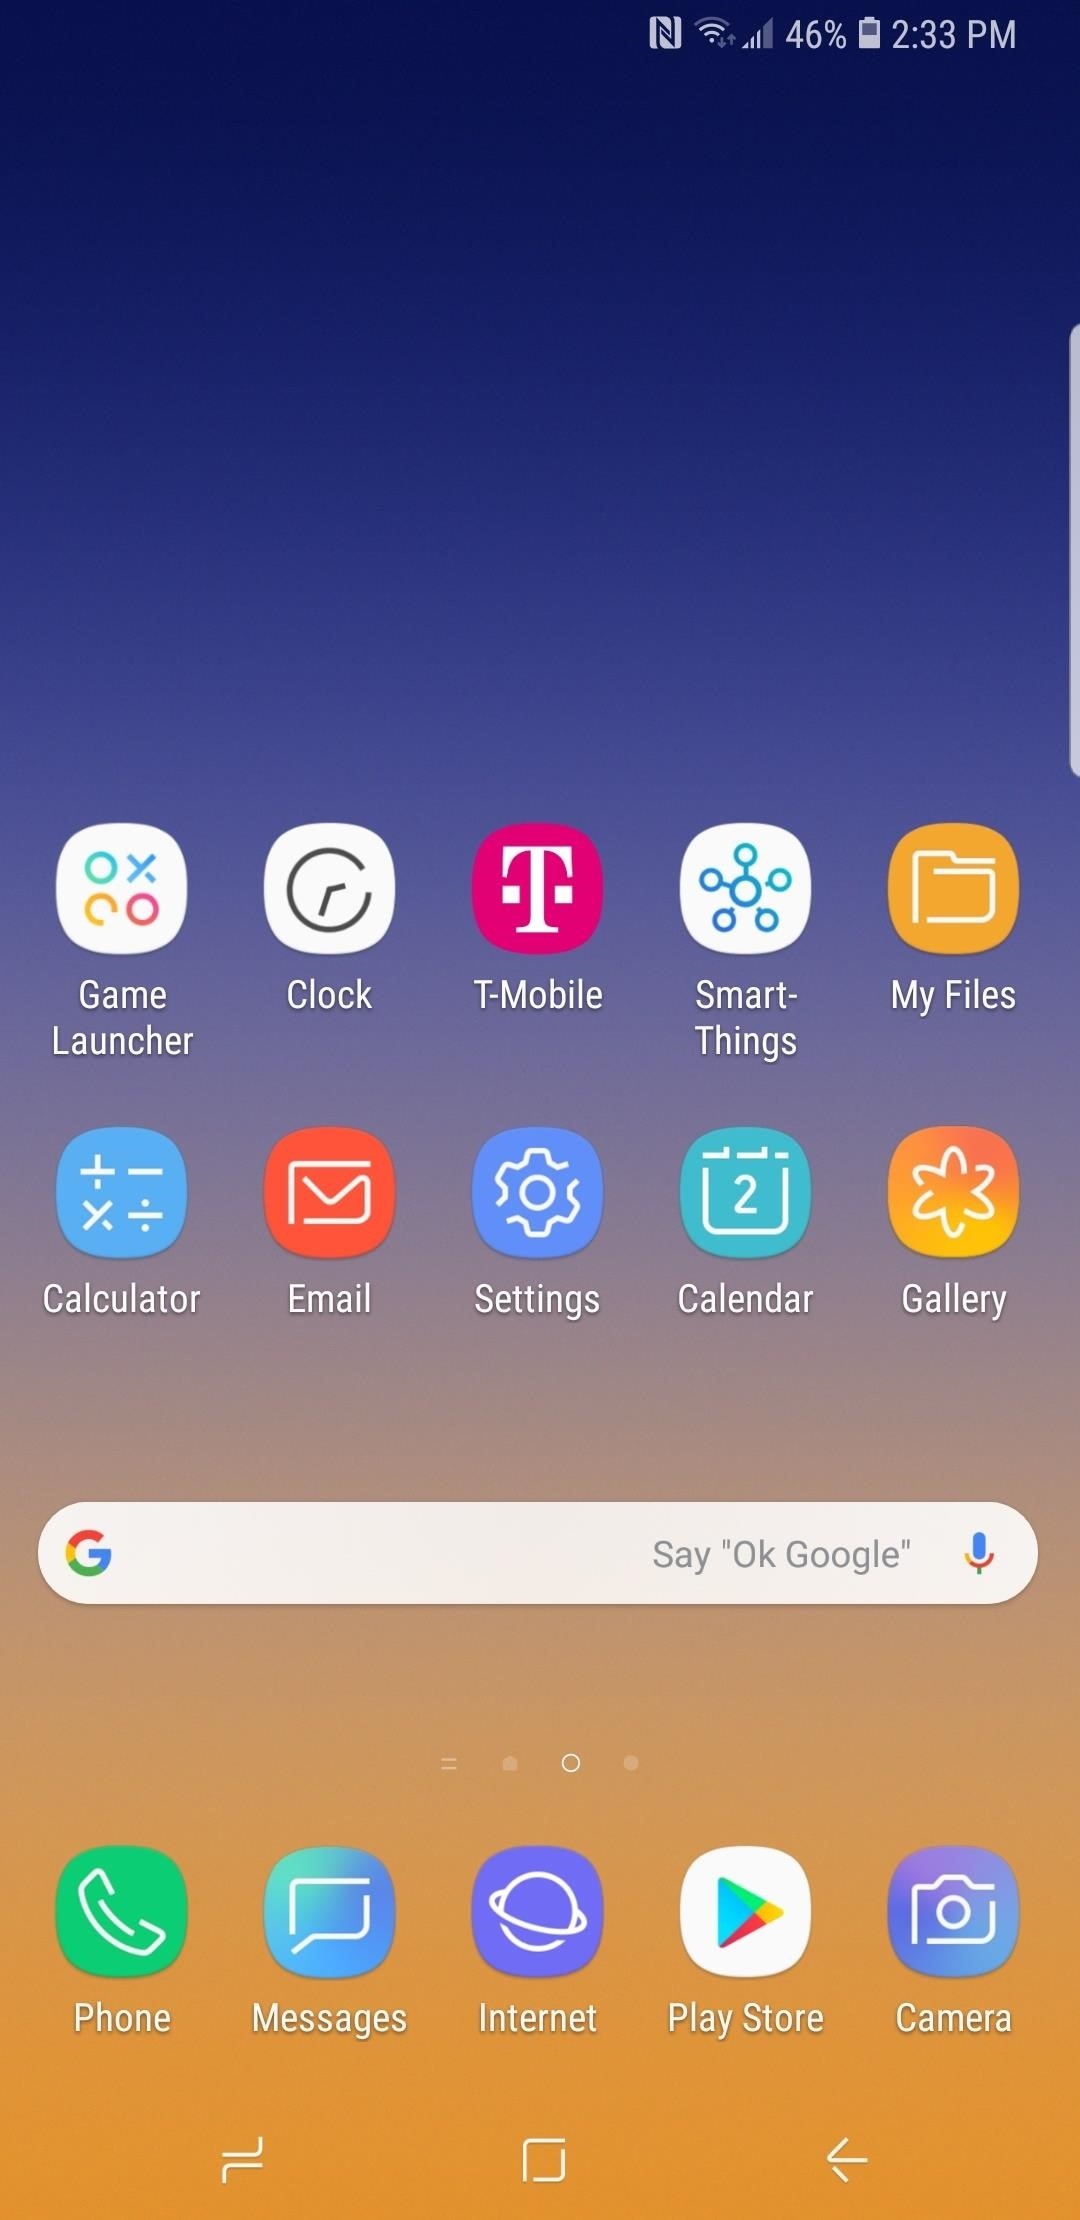 46% 2:33 PM
Game Clock T-Mobile Smart- My Files
Launcher Things
2
Calculator Email Settings Calendar Gallery
Say "Ok Google"
Phone Messages Internet Play Store Camera